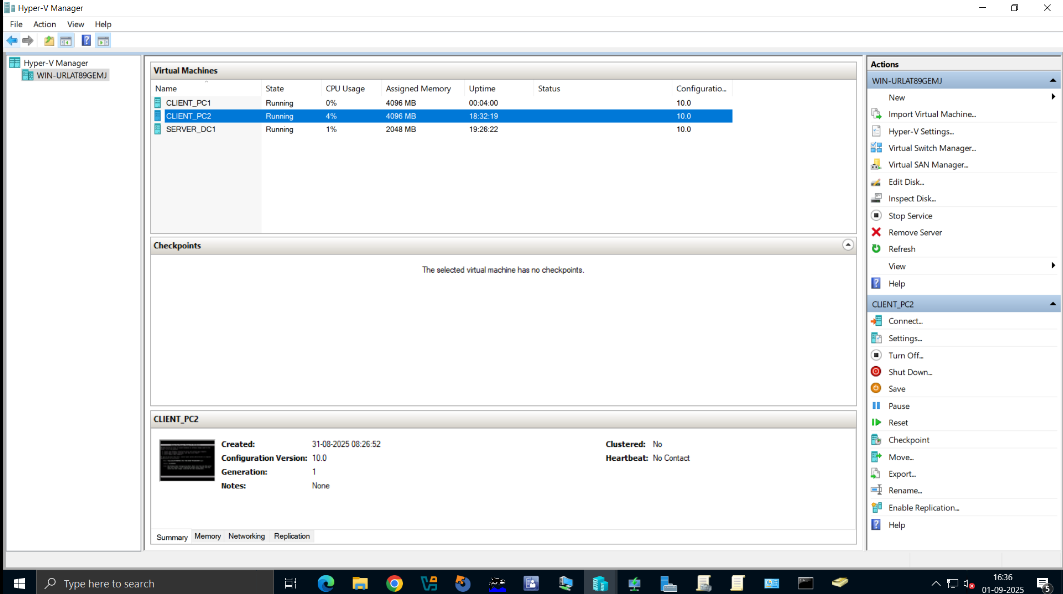 Hyper-V Manager
File Action View Help
Hyper-V Manager
WIN-URLAT89GEMJ
Virtual Machines
Name State CPU Usage Assigned Memory Uptime Status Configuratio...
CLIENT_PC1 Running 0% 4096 MB 00:04:00 10.0
CLIENT_PC2 Running 4% 4096 MB 18:32:19 10.0
SERVER_DC1 Running 1% 2048 MB 19:26:22 10.0
Checkpoints
The selected virtual machine has no checkpoints.
CLIENT_PC2
Created: 31-08-2025 08:26:52 Clustered: No
Configuration Version: 10.0 Heartbeat: No Contact
Generation: 1
Notes: None
Summary Memory Networking Replication
Actions
WIN-URLAT89GEMJ
New
Import Virtual Machine...
Hyper-V Settings...
Virtual Switch Manager...
Virtual SAN Manager...
Edit Disk...
Inspect Disk...
Stop Service
Remove Server
Refresh
View
Help
CLIENT_PC2
Connect...
Settings...
Turn Off...
Shut Down...
Save
Pause
Reset
Checkpoint
Move...
Export...
Rename...
Enable Replication...
Help
Type here to search
16:36
01-09-2025
5